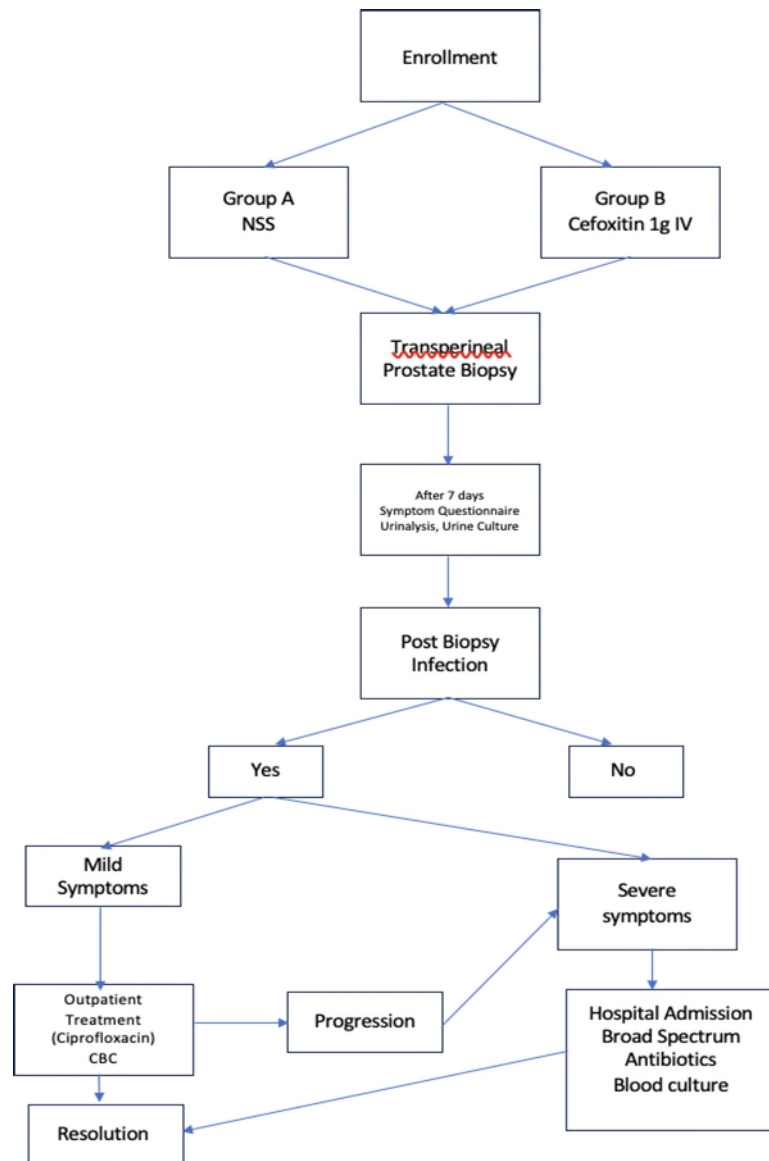 Enrollment
Group A
NSS
Group B
Cefoxitin 1g IV
Transperineal
Prostate Biopsy
After 7 days
Symptom Questionnaire
Urinalysis, Urine Culture
Post Biopsy
Infection
Yes
No
Mild
Symptoms
Severe
symptoms
Outpatient
Treatment
(Ciprofloxacin)
CBC
Progression
Hospital Admission
Broad Spectrum
Antibiotics
Blood culture
Resolution